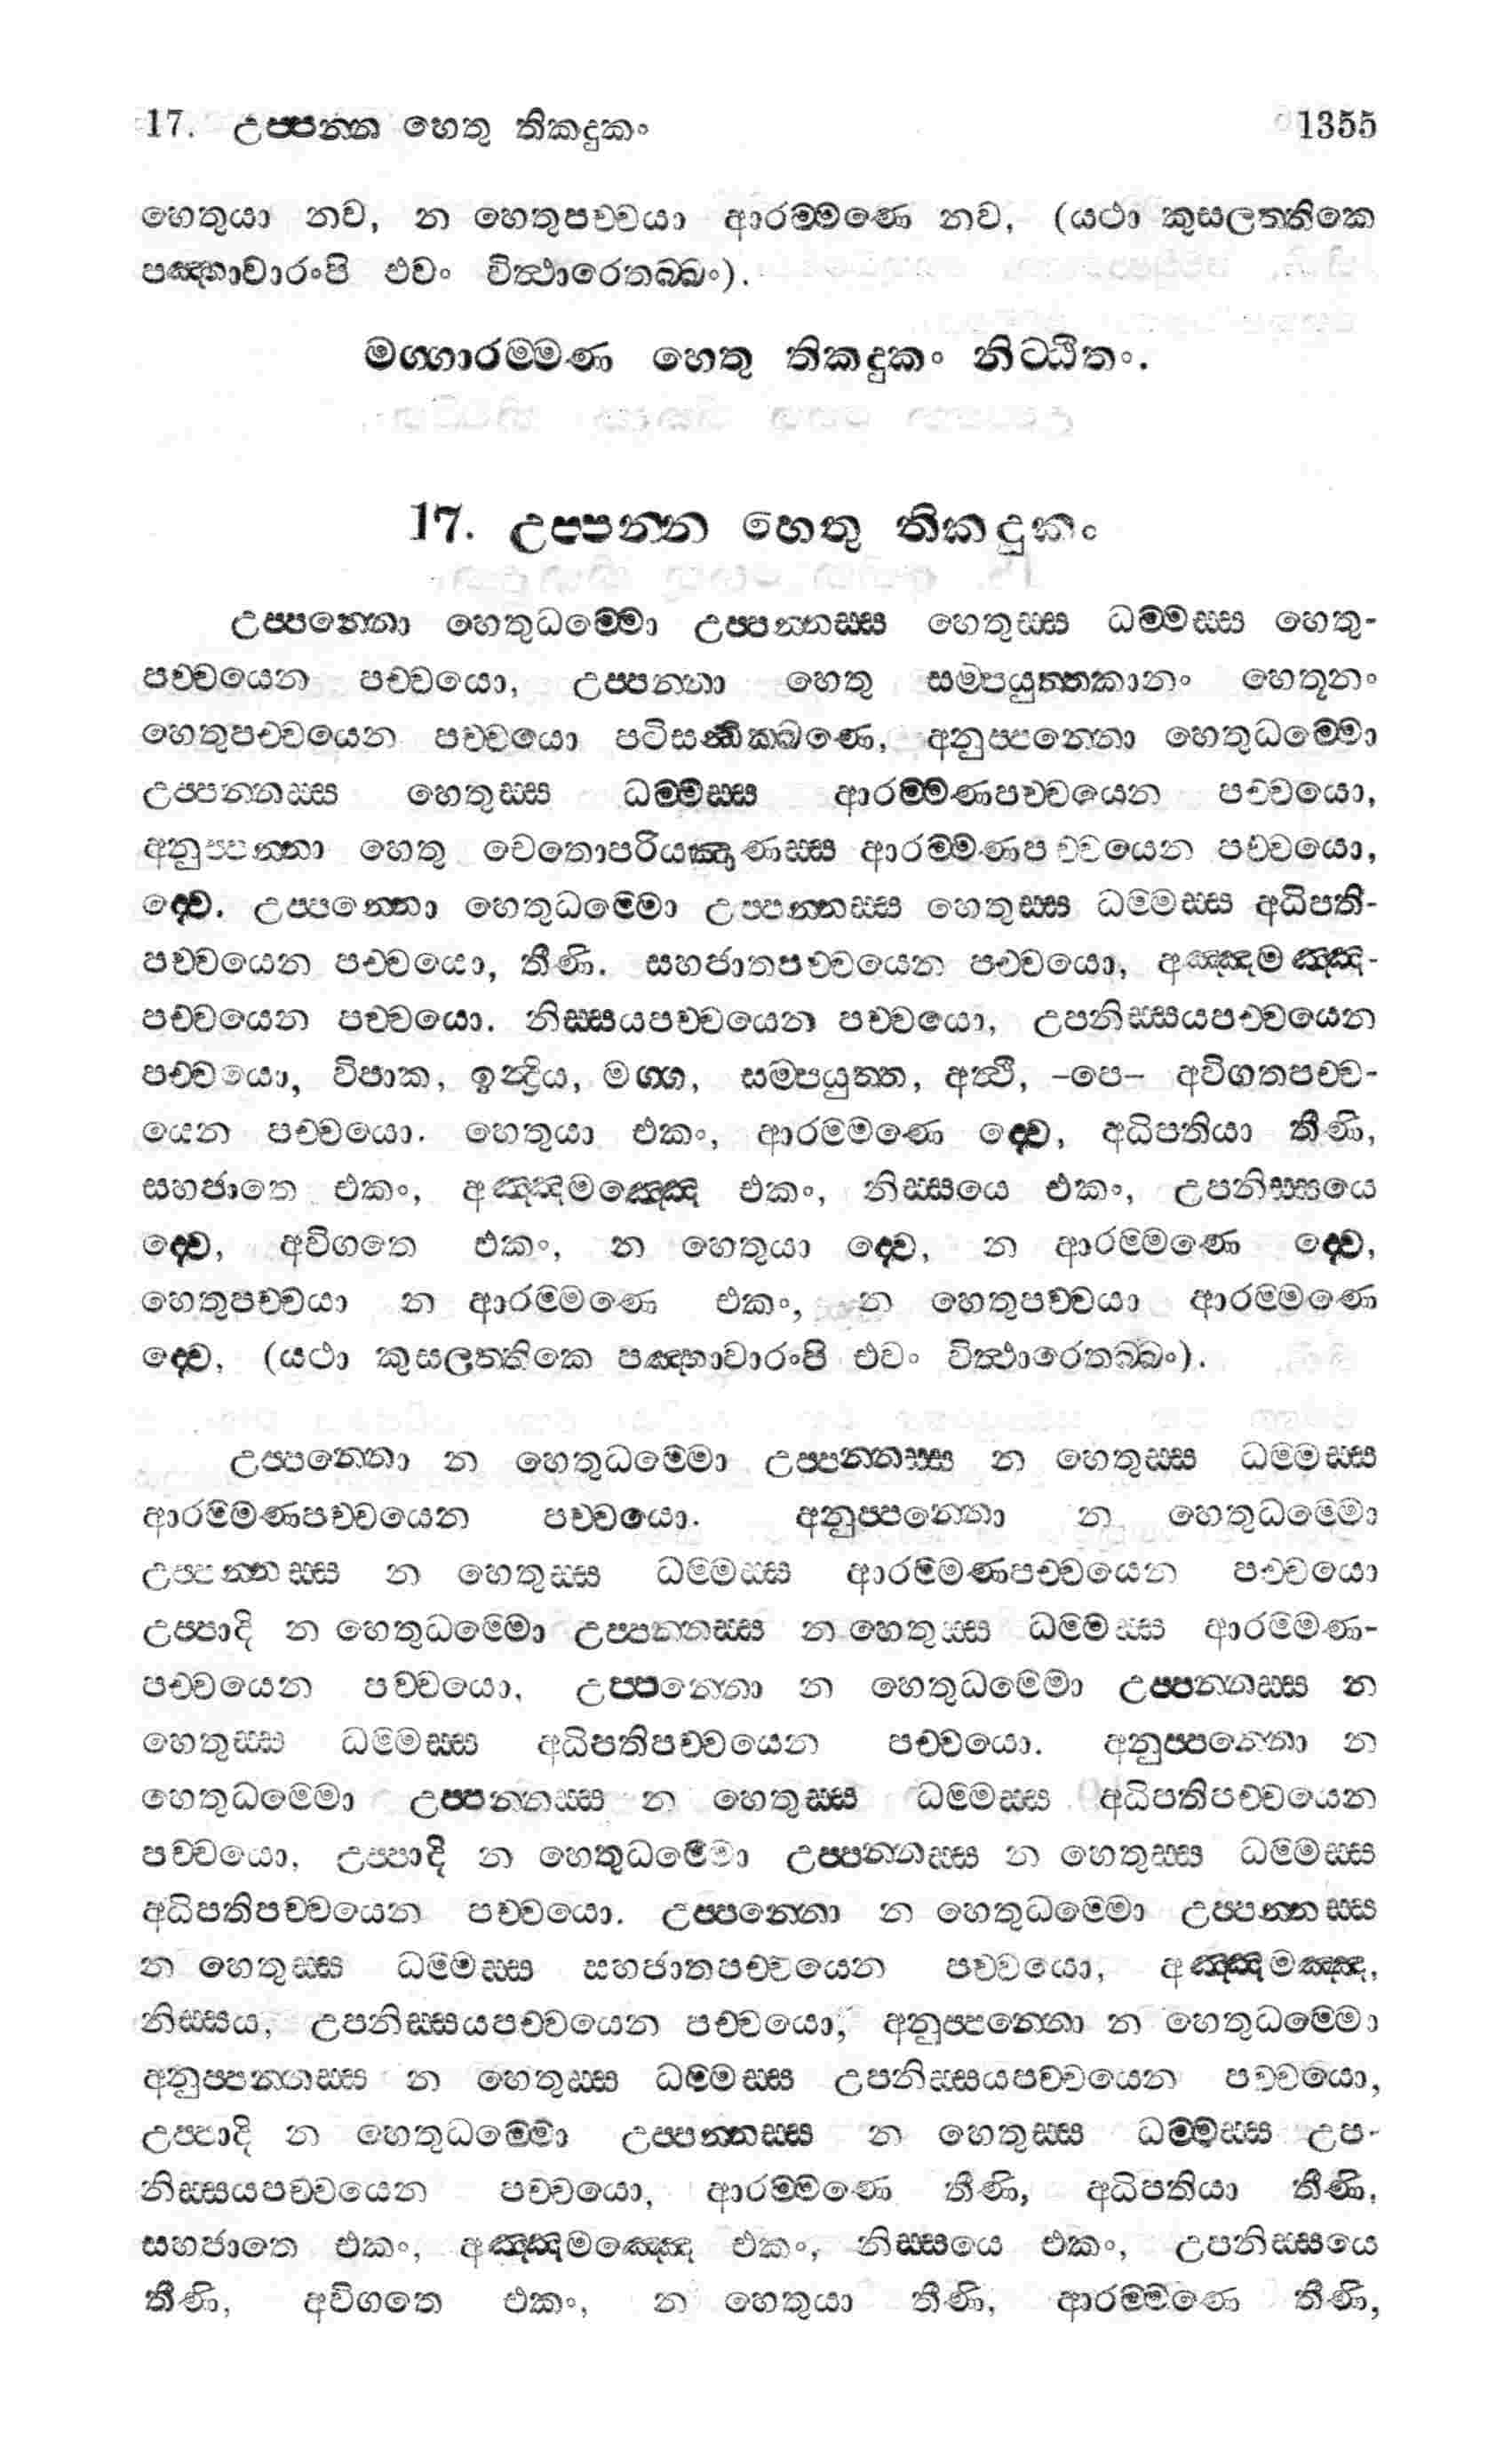 17. උප්පන්න හෙතු තිකදුකං 1355
හෙතුයා නව, න හෙතුපච්චයා ආරම්මණෙ නව, (යථා කුසලත්තිකෙ
පඤ්හාවාරංපි එවං විත්ථාරෙතබ්බං).
මග්ගාරම්මණ හෙතු තිකදුකං නිට්ඨිතං.
17. උප්පන්න හෙතු තිකදුකං
උප්පන්නො හෙතුධම්මො උප්පන්නස්ස හෙතුස්ස ධම්මස්ස හෙතු-
පච්චයෙන පච්චයො, උප්පන්නා හෙතු සම්පයුත්තකානං හෙතූනං
හෙතුපච්චයෙන පච්චයො පටිසන්ධික්ඛණෙ, අනුප්පන්නො හෙතුධම්මො
උප්පන්නස්ස හෙතුස්ස ධම්මස්ස ආරම්මණපච්චයෙන පච්චයො,
අනුප්පන්නා හෙතු චෙතොපරියඤාණස්ස ආරම්මණපච්චයෙන පච්චයො,
ද්වෙ. උප්පන්නො හෙතුධම්මො උප්පන්නස්ස හෙතුස්ස ධම්මස්ස අධිපති-
පච්චයෙන පච්චයො, තීණි. සහජාතපච්චයෙන පච්චයො, අඤ්ඤමඤ්ඤ-
පච්චයෙන පච්චයො. නිස්සයපච්චයෙන පච්චයො, උපනිස්සයපච්චයෙන
පච්චයො, විපාක, ඉන්ද්‍රිය, මග්ග, සම්පයුත්ත, අත්ථි, -පෙ- අවිගතපච්ච-
යෙන පච්චයො. හෙතුයා එකං, ආරම්මණෙ ද්වෙ, අධිපතියා තීණි,
සහජාතෙ එකං, අඤ්ඤමඤ්ඤෙ එකං, නිස්සයෙ එකං, උපනිස්සයෙ
ද්වෙ, අවිගතෙ එකං, න හෙතුයා ද්වෙ, න ආරම්මණෙ ද්වෙ,
හෙතුපච්චයා න ආරම්මණෙ එකං, න හෙතුපච්චයා ආරම්මණෙ
ද්වෙ, (යථා කුසලත්තිකෙ පඤ්හාවාරංපි එවං විත්ථාරෙතබ්බං).
උප්පන්නො න හෙතුධම්මො උප්පන්නස්ස න හෙතුස්ස ධම්මස්ස
ආරම්මණපච්චයෙන පච්චයො. අනුප්පන්නො න හෙතුධම්මො
උප්පන්නස්ස න හෙතුස්ස ධම්මස්ස ආරම්මණපච්චයෙන පච්චයො
උප්පාදි න හෙතුධම්මො උප්පන්නස්ස න හෙතුස්ස ධම්මස්ස ආරම්මණ-
පච්චයෙන පච්චයො, උප්පන්නො න හෙතුධම්මො උප්පන්නස්ස න
හෙතුස්ස ධම්මස්ස අධිපතිපච්චයෙන පච්චයො. අනුප්පන්නො න
හෙතුධම්මො උප්පන්නස්ස න හෙතුස්ස ධම්මස්ස අධිපතිපච්චයෙන
පච්චයො, උප්පාදි න හෙතුධම්මො උප්පන්නස්ස න හෙතුස්ස ධම්මස්ස
අධිපතිපච්චයෙන පච්චයො. උප්පන්නො න හෙතුධම්මො උප්පන්නස්ස
න හෙතුස්ස ධම්මස්ස සහජාතපච්චයෙන පච්චයො, අඤ්ඤමඤ්ඤ,
නිස්සය, උපනිස්සයපච්චයෙන පච්චයො, අනුප්පන්නො න හෙතුධම්මො
අනුප්පන්නස්ස න හෙතුස්ස ධම්මස්ස උපනිස්සයපච්චයෙන පච්චයො,
උප්පාදි න හෙතුධම්මො උප්පන්නස්ස න හෙතුස්ස ධම්මස්ස උප-
නිස්සයපච්චයෙන පච්චයො, ආරම්මණෙ තීණි, අධිපතියා තීණි,
සහජාතෙ එකං, අඤ්ඤමඤ්ඤෙ එකං, නිස්සයෙ එකං, උපනිස්සයෙ
තීණි, අවිගතෙ එකං, න හෙතුයා තීණි, ආරම්මණෙ තීණි,